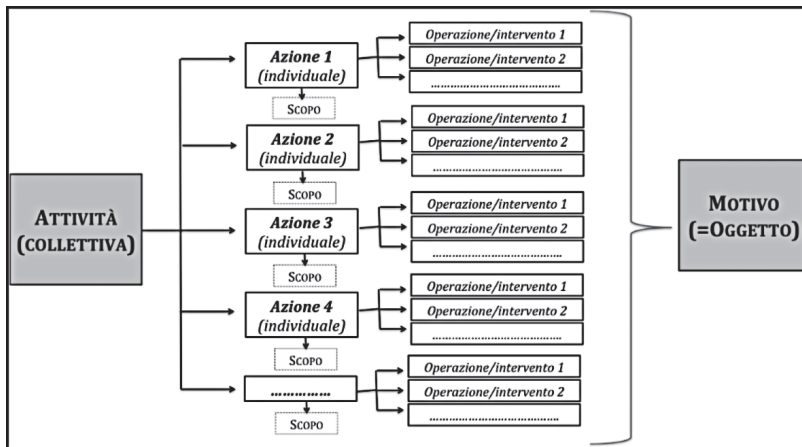 ATTIVITÀ
(COLLETTIVA)
Azione 1
(individuale)
SCOPO
Operazione/intervento 1
Operazione/intervento 2
……………………………………
Azione 2
(individuale)
SCOPO
Operazione/intervento 1
Operazione/intervento 2
……………………………………
Azione 3
(individuale)
SCOPO
Operazione/intervento 1
Operazione/intervento 2
……………………………………
Azione 4
(individuale)
SCOPO
Operazione/intervento 1
Operazione/intervento 2
……………………………………
……………
SCOPO
Operazione/intervento 1
Operazione/intervento 2
……………………………………
MOTIVO
(=OGGETTO)